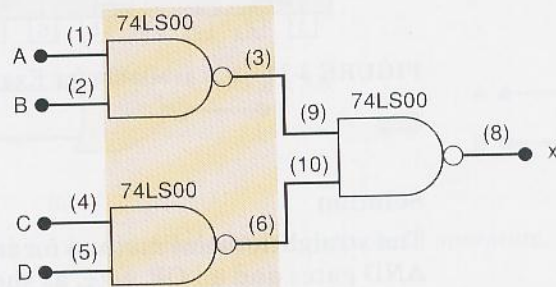 74LS00
A (1)
(3)
B (2)
74LS00
(9)
(8)
x
(10)
74LS00
C (4)
(6)
D (5)